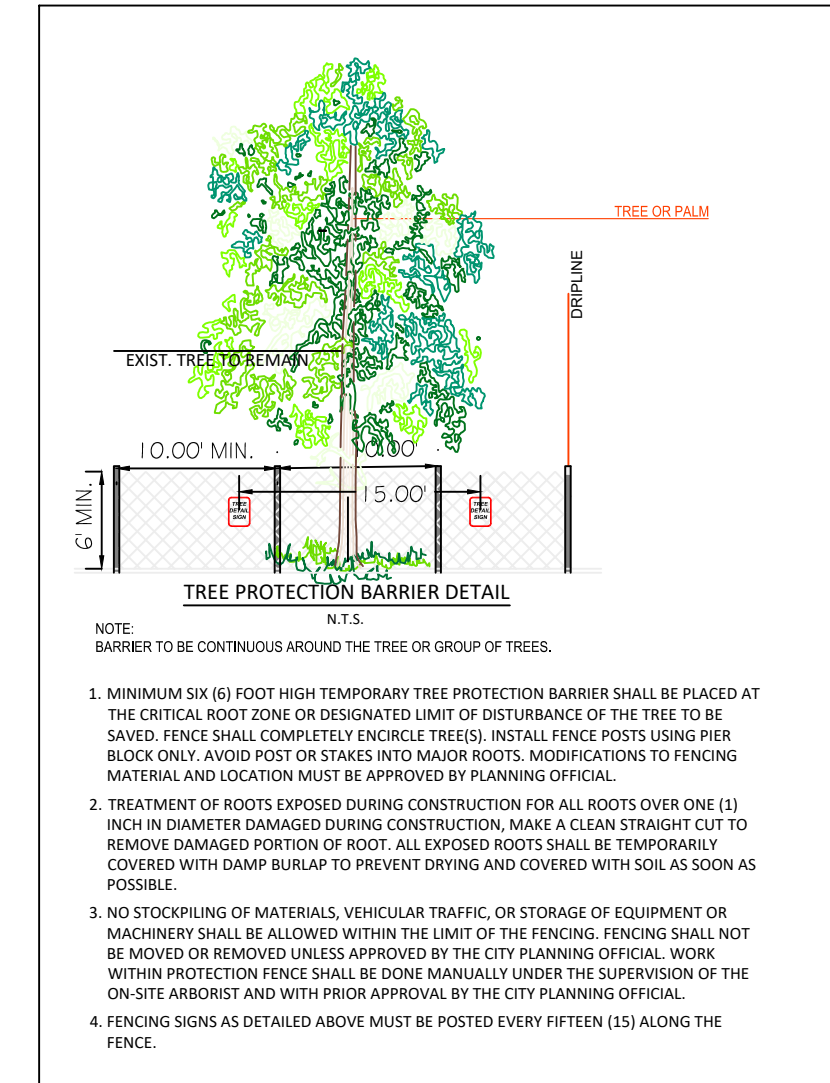 TREE OR PALM
DRIPLINE
EXIST. TREE TO REMAIN
10.00' MIN.
0.00'
15.00'
6' MIN.
TREE
DETAIL
SIGN
TREE
DETAIL
SIGN
TREE PROTECTION BARRIER DETAIL
N.T.S.
NOTE:
BARRIER TO BE CONTINUOUS AROUND THE TREE OR GROUP OF TREES.
1. MINIMUM SIX (6) FOOT HIGH TEMPORARY TREE PROTECTION BARRIER SHALL BE PLACED AT
THE CRITICAL ROOT ZONE OR DESIGNATED LIMIT OF DISTURBANCE OF THE TREE TO BE
SAVED. FENCE SHALL COMPLETELY ENCIRCLE TREE(S). INSTALL FENCE POSTS USING PIER
BLOCK ONLY. AVOID POST OR STAKES INTO MAJOR ROOTS. MODIFICATIONS TO FENCING
MATERIAL AND LOCATION MUST BE APPROVED BY PLANNING OFFICIAL.
2. TREATMENT OF ROOTS EXPOSED DURING CONSTRUCTION FOR ALL ROOTS OVER ONE (1)
INCH IN DIAMETER DAMAGED DURING CONSTRUCTION, MAKE A CLEAN STRAIGHT CUT TO
REMOVE DAMAGED PORTION OF ROOT. ALL EXPOSED ROOTS SHALL BE TEMPORARILY
COVERED WITH DAMP BURLAP TO PREVENT DRYING AND COVERED WITH SOIL AS SOON AS
POSSIBLE.
3. NO STOCKPILING OF MATERIALS, VEHICULAR TRAFFIC, OR STORAGE OF EQUIPMENT OR
MACHINERY SHALL BE ALLOWED WITHIN THE LIMIT OF THE FENCING. FENCING SHALL NOT
BE MOVED OR REMOVED UNLESS APPROVED BY THE CITY PLANNING OFFICIAL. WORK
WITHIN PROTECTION FENCE SHALL BE DONE MANUALLY UNDER THE SUPERVISION OF THE
ON-SITE ARBORIST AND WITH PRIOR APPROVAL BY THE CITY PLANNING OFFICIAL.
4. FENCING SIGNS AS DETAILED ABOVE MUST BE POSTED EVERY FIFTEEN (15) ALONG THE
FENCE.